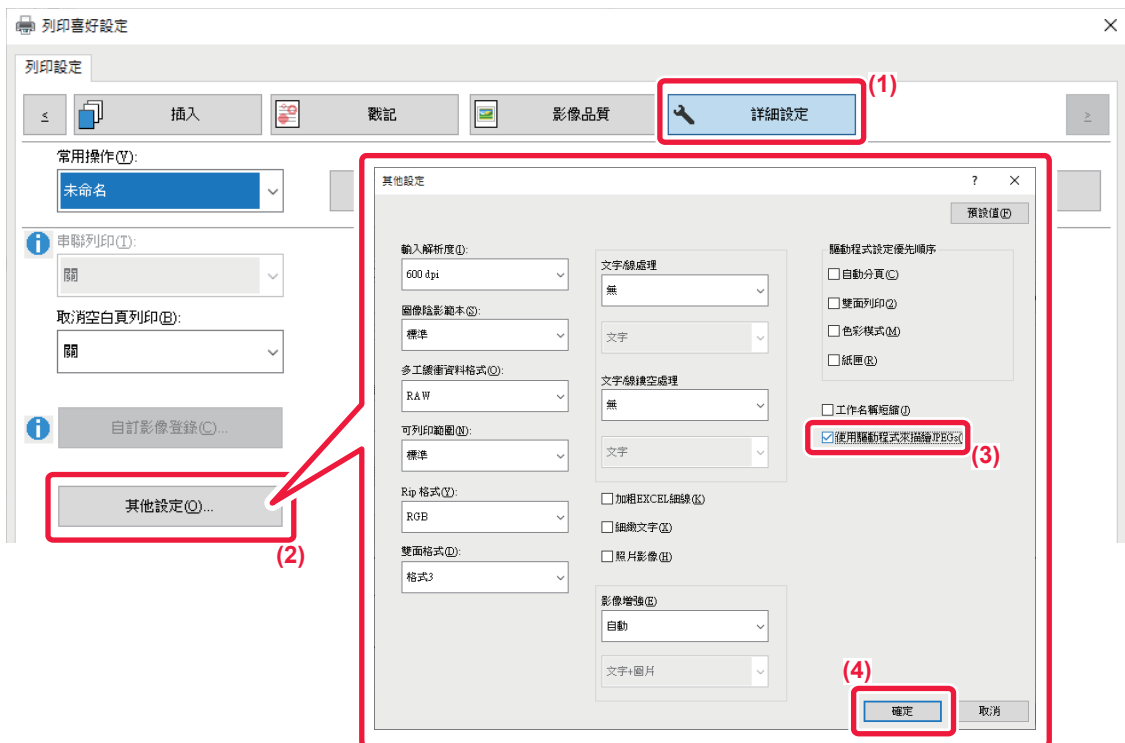 列印喜好設定
列印設定
(1)
≤ 插入 戳記 影像品質 詳細設定 ≥
常用操作(V):
未命名
串聯列印(T):
關
取消空白頁列印(B):
關
自訂影像登錄(C)...
其他設定(O)...
(2)
其他設定 ?
預設值(F)
輸入解析度(I):
600 dpi
圖像陰影範本(S):
標準
多工緩衝資料格式(O):
RAW
可列印範圍(N):
標準
Rip 格式(Y):
RGB
雙面格式(D):
格式3
文字/線處理
無
文字
文字/線鏤空處理
無
文字
加粗EXCEL細線(K)
細緻文字(X)
照片影像(H)
影像增強(E)
自動
文字+圖片
驅動程式設定優先順序
自動分頁(C)
雙面列印(2)
色彩模式(M)
紙匣(R)
工作名稱短縮(J)
使用驅動程式來描繪JPEGs(
(3)
(4)
確定 取消